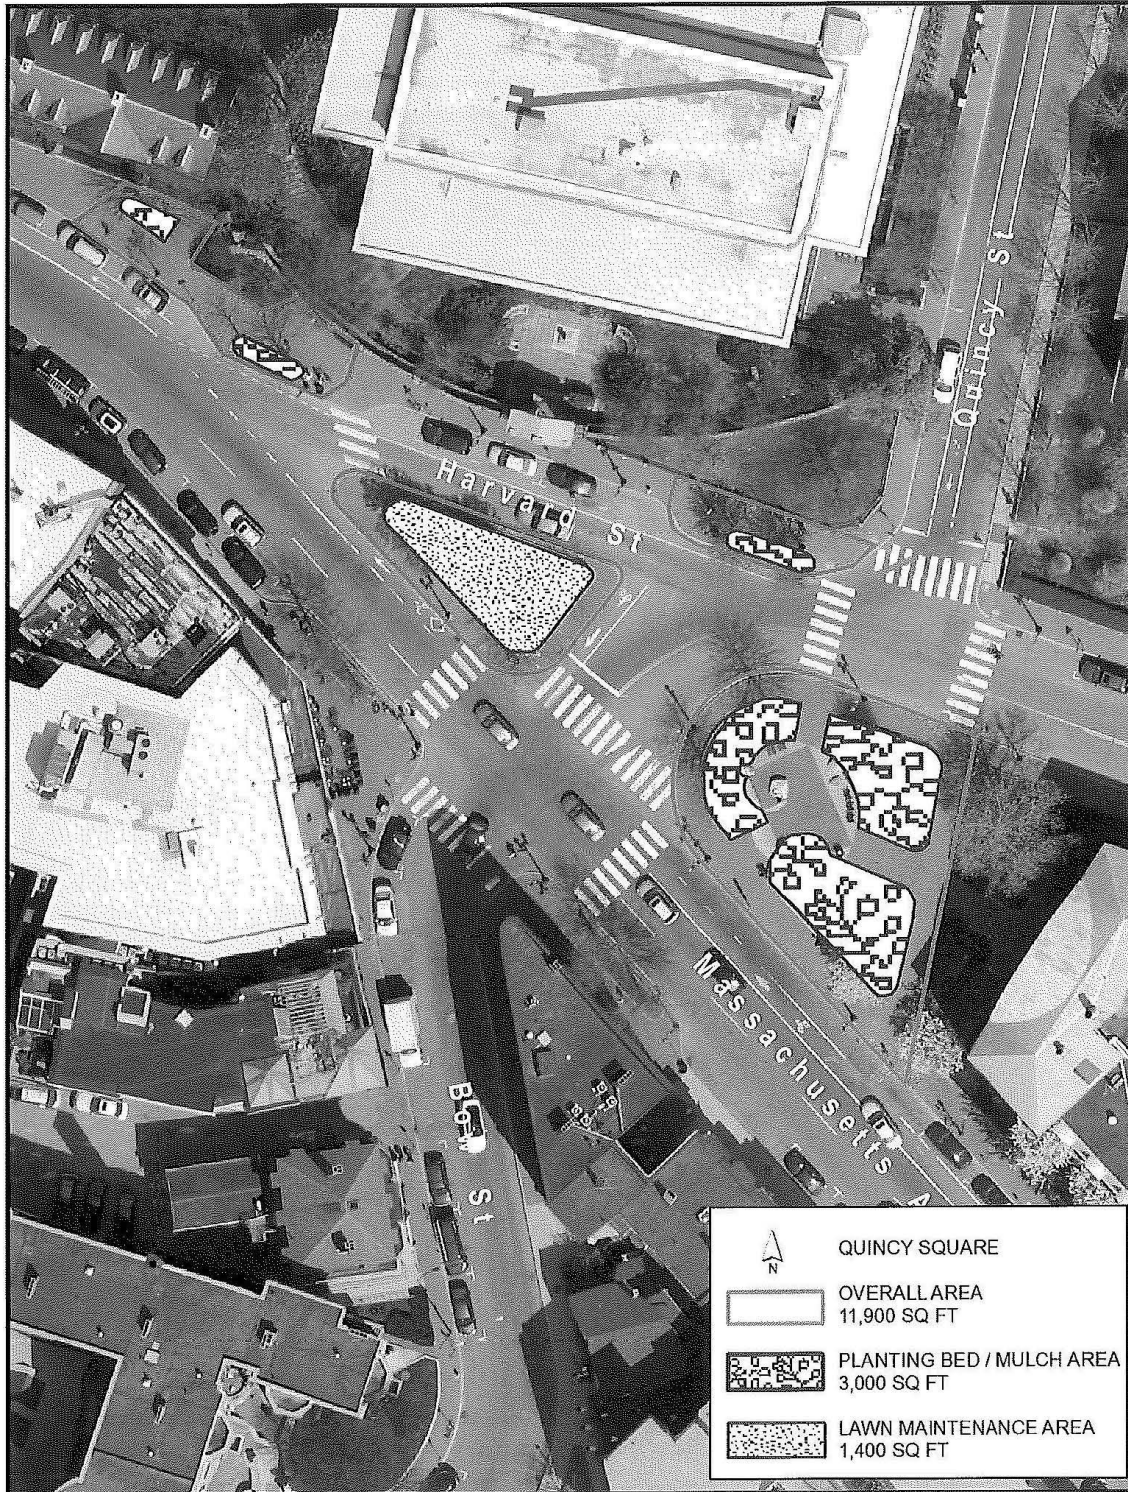 Quincy St
Harvard St
Massachusetts A
Bow St
N
QUINCY SQUARE
OVERALL AREA
11,900 SQ FT
PLANTING BED / MULCH AREA
3,000 SQ FT
LAWN MAINTENANCE AREA
1,400 SQ FT